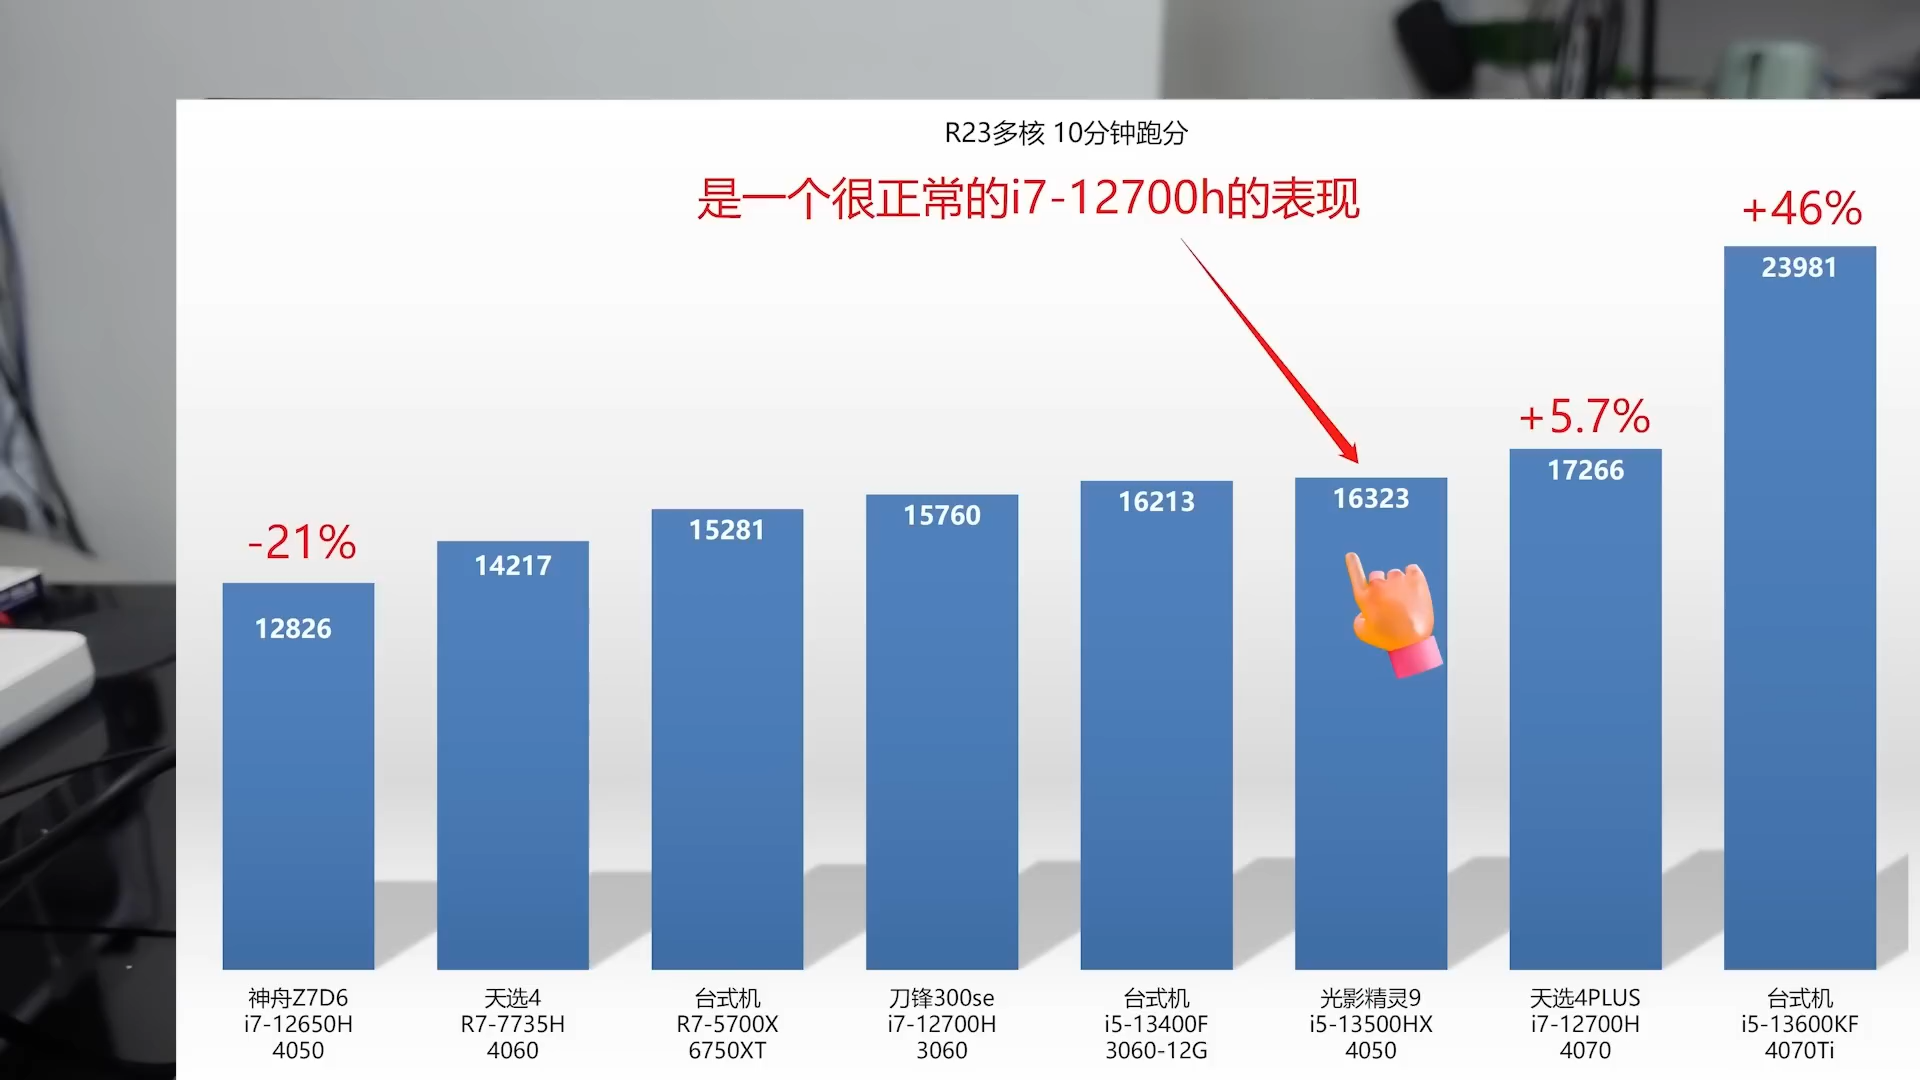 R23多核 10分钟跑分
是一个很正常的i7-12700h的表现
+46%
23981
+5.7%
17266
16323
16213
15760
15281
14217
-21%
12826
神舟Z7D6
i7-12650H
4050
天选4
R7-7735H
4060
台式机
R7-5700X
6750XT
刀锋300se
i7-12700H
3060
台式机
i5-13400F
3060-12G
光影精灵9
i5-13500HX
4050
天选4PLUS
i7-12700H
4070
台式机
i5-13600KF
4070Ti